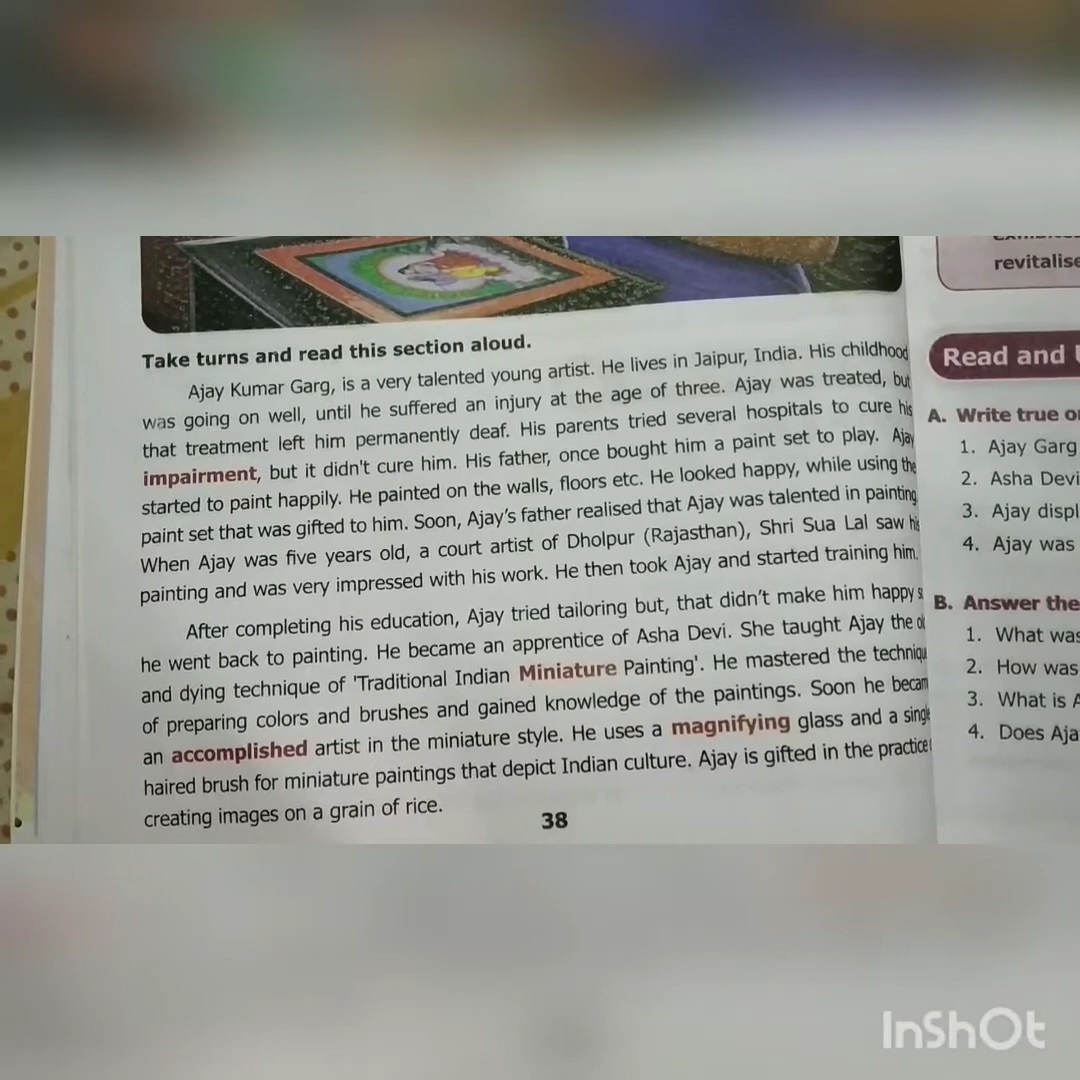 Take turns and read this section aloud.
Ajay Kumar Garg, is a very talented young artist. He lives in Jaipur, India. His childhood
was going on well, until he suffered an injury at the age of three. Ajay was treated, but
that treatment left him permanently deaf. His parents tried several hospitals to cure his
impairment, but it didn't cure him. His father, once bought him a paint set to play. Ajay
started to paint happily. He painted on the walls, floors etc. He looked happy, while using the
paint set that was gifted to him. Soon, Ajay's father realised that Ajay was talented in painting
When Ajay was five years old, a court artist of Dholpur (Rajasthan), Shri Sua Lal saw his
painting and was very impressed with his work. He then took Ajay and started training him.
After completing his education, Ajay tried tailoring but, that didn't make him happy s
he went back to painting. He became an apprentice of Asha Devi. She taught Ajay the ol
and dying technique of 'Traditional Indian Miniature Painting'. He mastered the techniqu
of preparing colors and brushes and gained knowledge of the paintings. Soon he becam
an accomplished artist in the miniature style. He uses a magnifying glass and a single
haired brush for miniature paintings that depict Indian culture. Ajay is gifted in the practice
creating images on a grain of rice.
38
revitalise
Read and U
A. Write true or
1. Ajay Garg
2. Asha Devi
3. Ajay displ
4. Ajay was
B. Answer the
1. What was
2. How was
3. What is A
4. Does Aja
InShOt